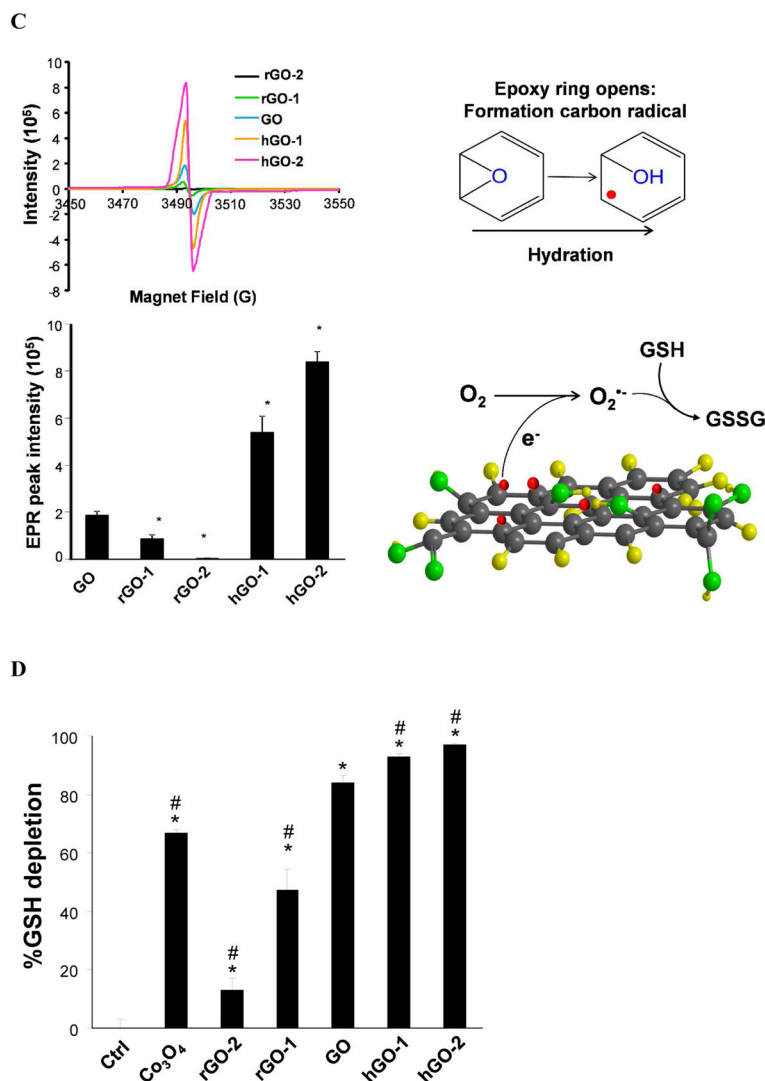 C
Intensity (10⁵)
10
8
6
4
2
0
-2
-4
-6
-8
3450 3470 3490 3510 3530 3550
rGO-2
rGO-1
GO
hGO-1
hGO-2
Magnet Field (G)
Epoxy ring opens:
Formation carbon radical
O
OH
Hydration
EPR peak intensity (10⁵)
10
8
6
4
2
0
*
*
*
*
GO rGO-1 rGO-2 hGO-1 hGO-2
GSH
O₂
O₂•-
GSSG
e-
D
%GSH depletion
100
80
60
40
20
0
# # # # #
* * * * * *
Ctrl Co₃O₄ rGO-2 rGO-1 GO hGO-1 hGO-2